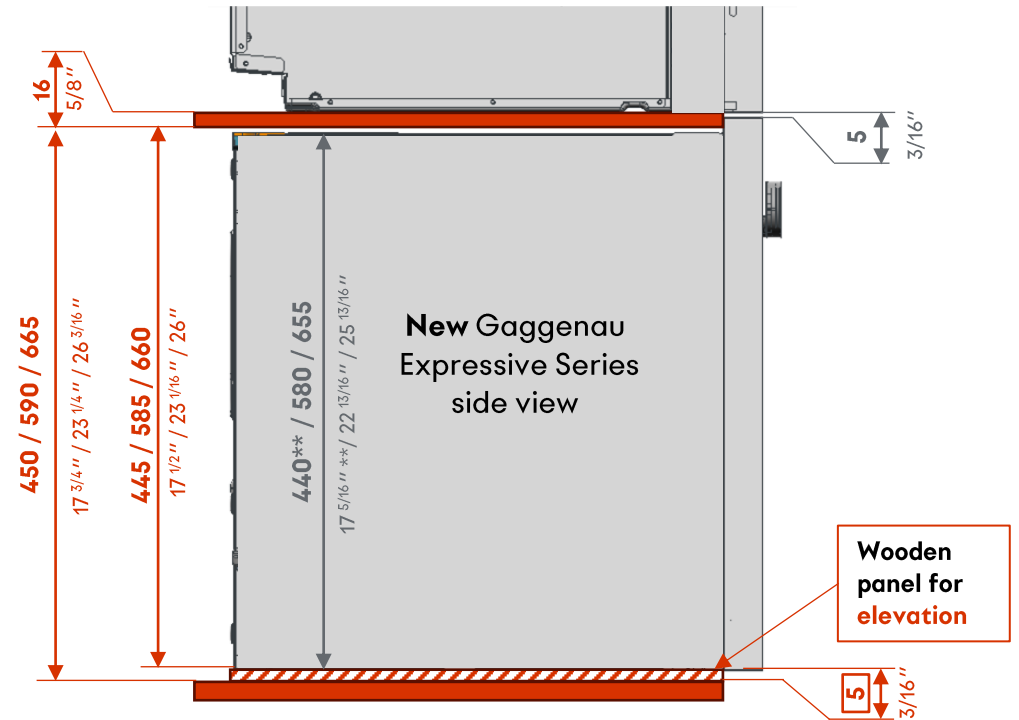 16
5/8"
5
3/16"
450 / 590 / 665
17 3/4" / 23 1/4" / 26 3/16"
445 / 585 / 660
17 1/2" / 23 1/16" / 26"
440** / 580 / 655
17 5/16" **/ 22 13/16" / 25 13/16"
New Gaggenau
Expressive Series
side view
Wooden
panel for
elevation
5
3/16"